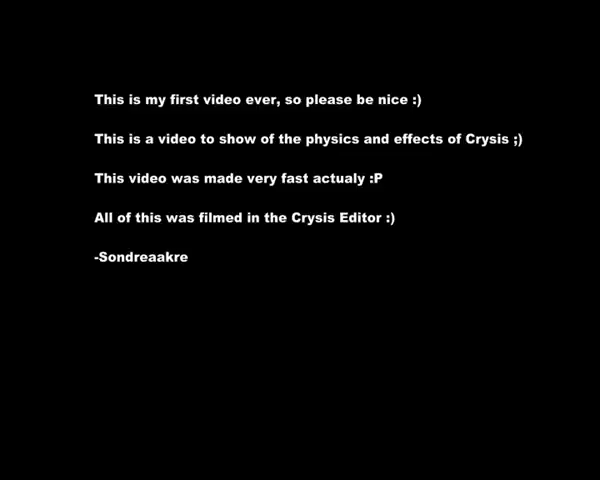 This is my first video ever, so please be nice :)
This is a video to show of the physics and effects of Crysis ;)
This video was made very fast actualy :P
All of this was filmed in the Crysis Editor :)
-Sondreaakre